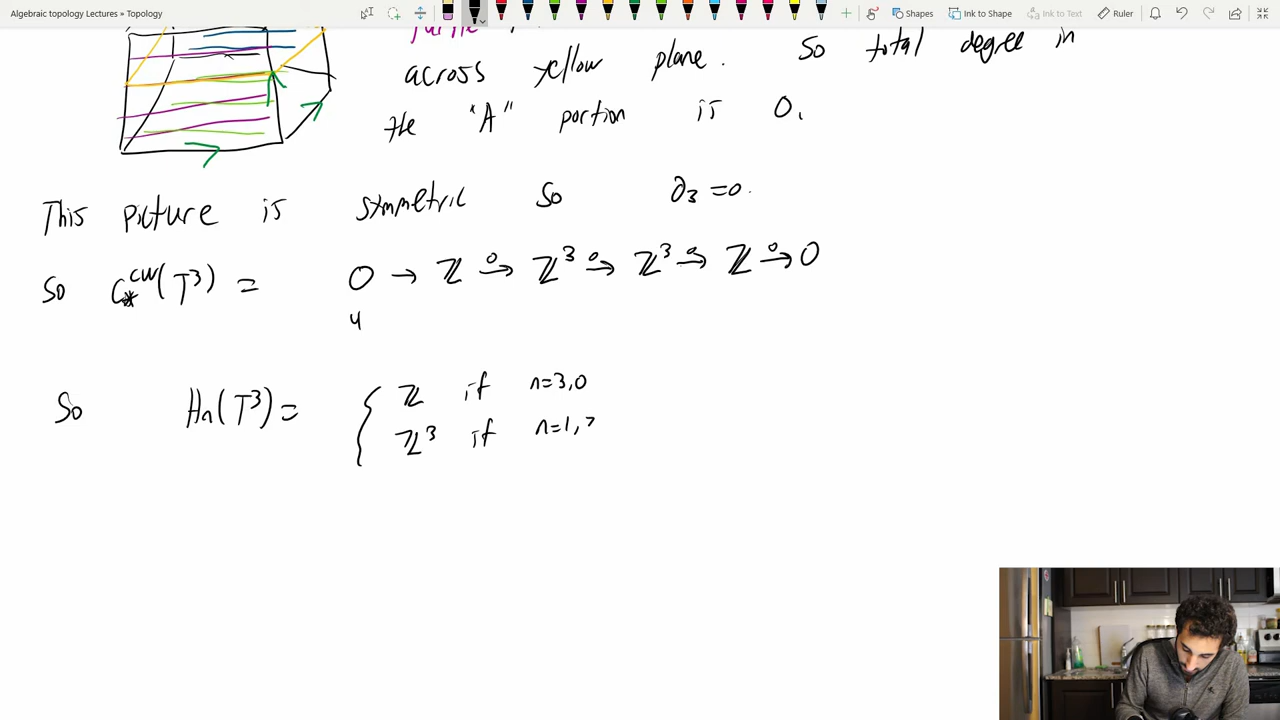 Algebraic topology Lectures » Topology
Shapes Ink to Shape Ink to Text Ruler
across yellow plane. So total degree in
the "A" portion is 0.
This picture is symmetric so ∂₃ = 0.
So C_*^{CW}(T³) = 0 → ℤ →^0 ℤ³ →^0 ℤ³ →^0 ℤ →^0 0
4
So Hₙ(T³) = { ℤ if n=3,0
ℤ³ if n=1,